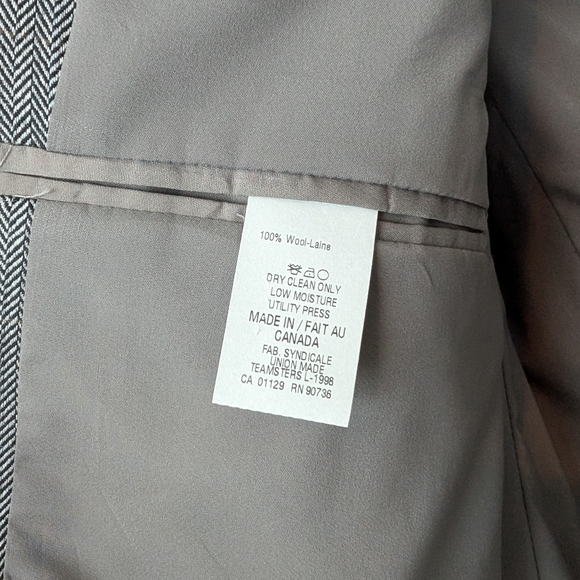 100% Wool-Laine
DRY CLEAN ONLY
LOW MOISTURE
UTILITY PRESS
MADE IN / FAIT AU
CANADA
FAB. SYNDICALE
UNION MADE
TEAMSTERS L-1998
CA 01129 RN 90736